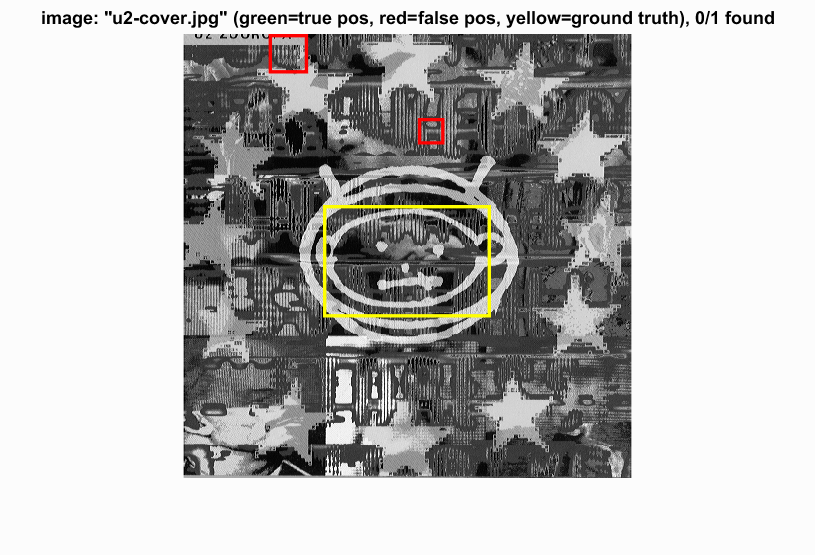 image: "u2-cover.jpg" (green=true pos, red=false pos, yellow=ground truth), 0/1 found